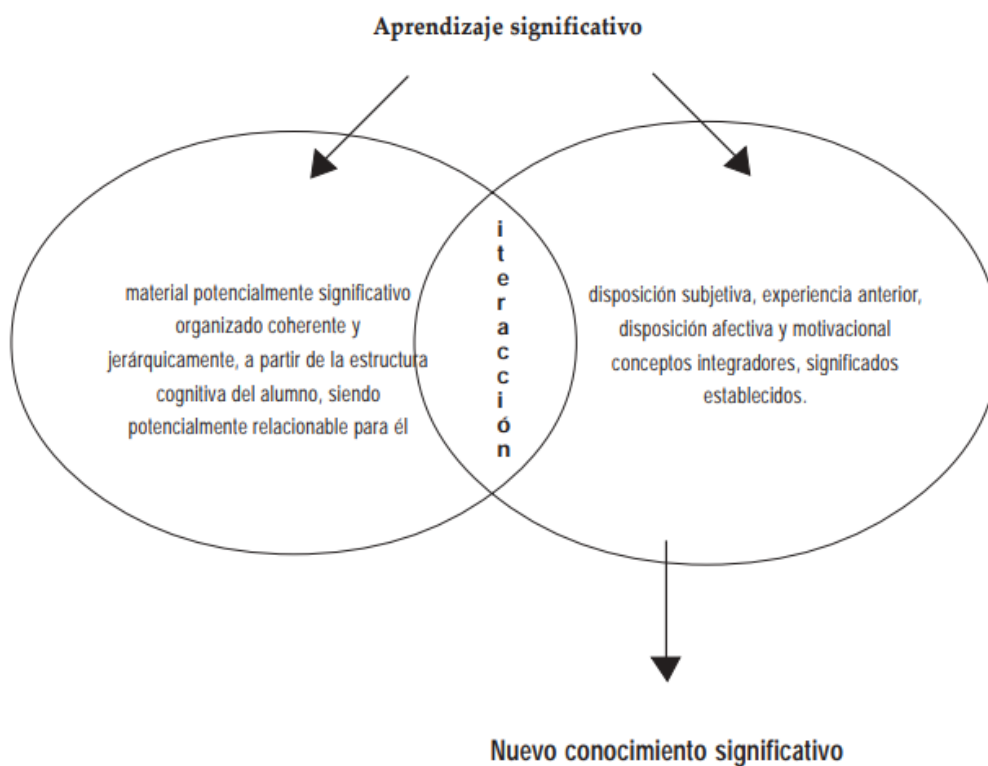 Aprendizaje significativo
material potencialmente significativo
organizado coherente y
jerárquicamente, a partir de la estructura
cognitiva del alumno, siendo
potencialmente relacionable para él
iteracción
disposición subjetiva, experiencia anterior,
disposición afectiva y motivacional
conceptos integradores, significados
establecidos.
Nuevo conocimiento significativo